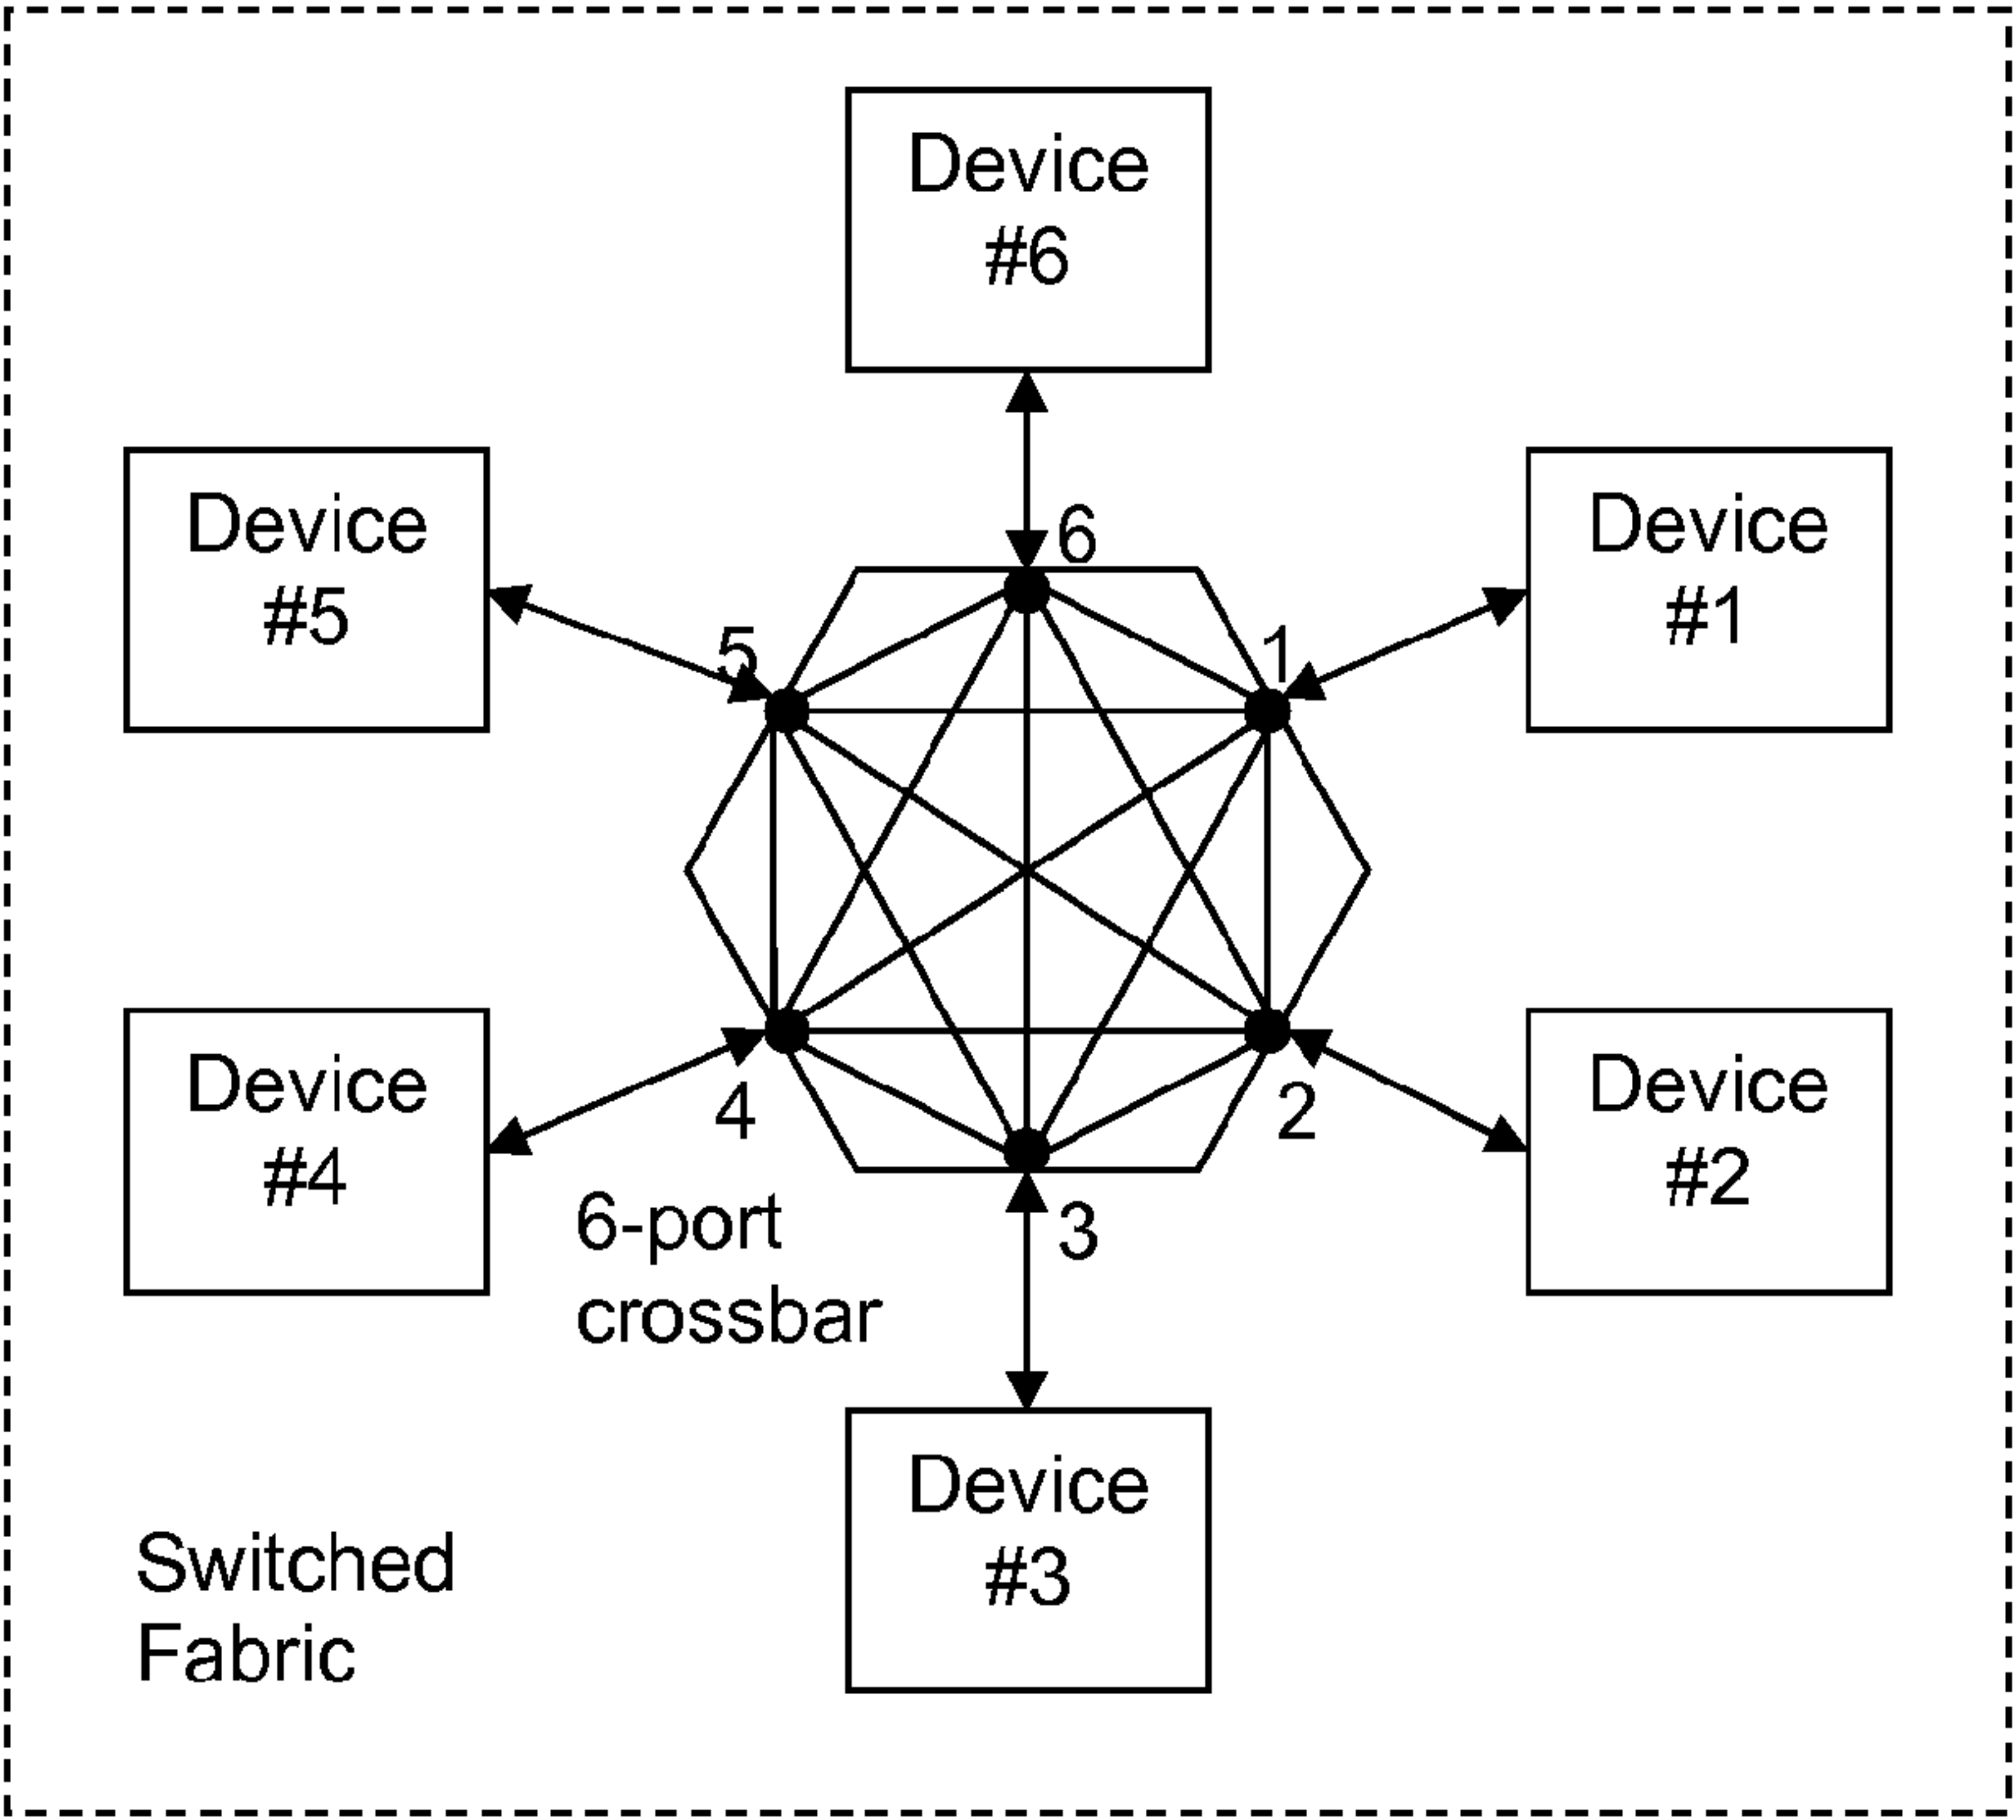 Device
#6
Device
#5
Device
#1
6
5
1
Device
#4
Device
#2
4
2
6-port
crossbar
3
Device
#3
Switched
Fabric